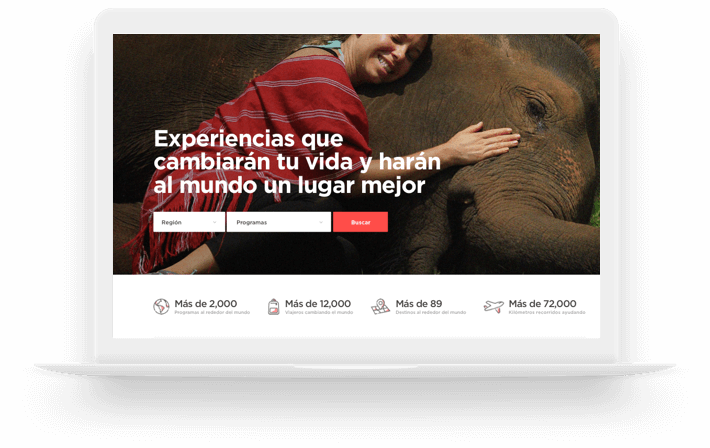 Experiencias que
cambiarán tu vida y harán
al mundo un lugar mejor
Región
Programas
Buscar
Más de 2,000
Programas al rededor del mundo
Más de 12,000
Viajeros cambiando el mundo
Más de 89
Destinos al rededor del mundo
Más de 72,000
Kilómetros recorridos ayudando